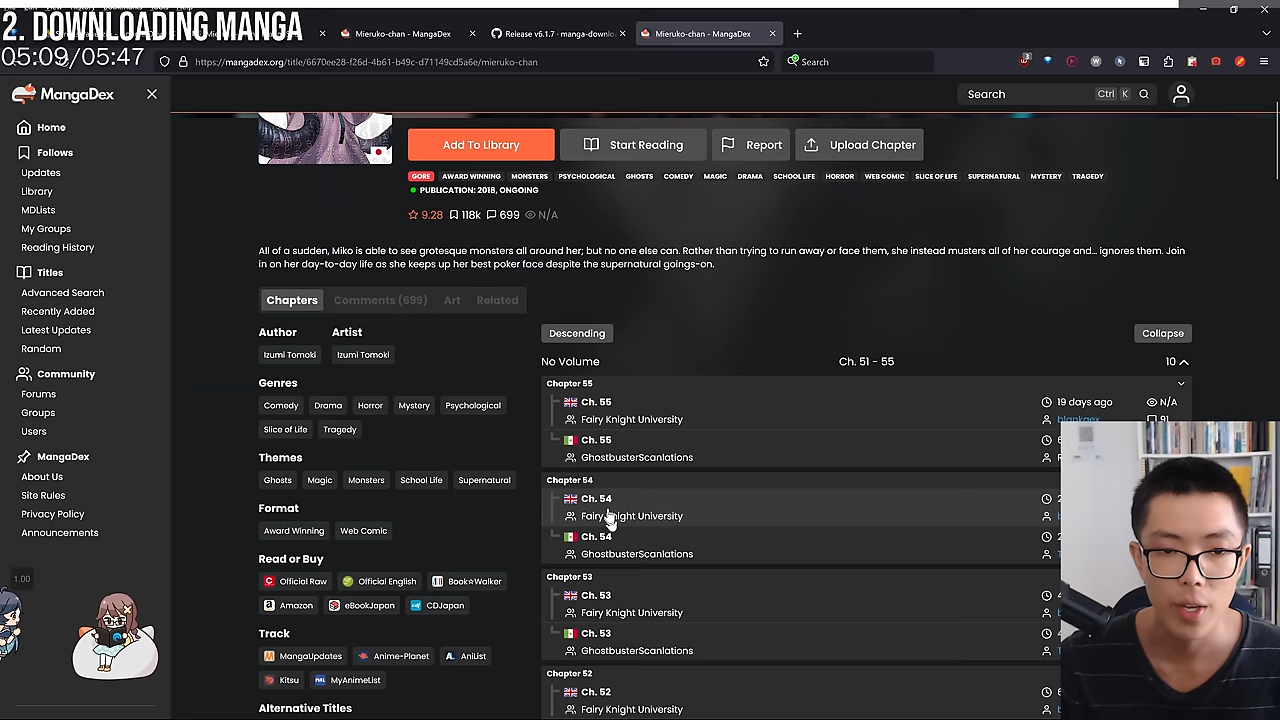 2. DOWNLOADING MANGA
05:09/05:47
Mieruko-chan - MangaDex
Release v6.1.7 · manga-downlo
Mieruko-chan - MangaDex
https://mangadex.org/title/6670ee28-f26d-4b61-b49c-d71149cd5a6e/mieruko-chan
Search
3
MangaDex
Home
Follows
Updates
Library
MDLists
My Groups
Reading History
Titles
Advanced Search
Recently Added
Latest Updates
Random
Community
Forums
Groups
Users
MangaDex
About Us
Site Rules
Privacy Policy
Announcements
1.00
Search Ctrl K
Add To Library
Start Reading
Report
Upload Chapter
GORE AWARD WINNING MONSTERS PSYCHOLOGICAL GHOSTS COMEDY MAGIC DRAMA SCHOOL LIFE HORROR WEB COMIC SLICE OF LIFE SUPERNATURAL MYSTERY TRAGEDY
PUBLICATION: 2018, ONGOING
9.28 118k 699 N/A
All of a sudden, Miko is able to see grotesque monsters all around her; but no one else can. Rather than trying to run away or face them, she instead musters all of her courage and... ignores them. Join
in on her day-to-day life as she keeps up her best poker face despite the supernatural goings-on.
Chapters Comments (699) Art Related
Author Artist
Izumi Tomoki Izumi Tomoki
Genres
Comedy Drama Horror Mystery Psychological
Slice of Life Tragedy
Themes
Ghosts Magic Monsters School Life Supernatural
Format
Award Winning Web Comic
Read or Buy
Official Raw Official English Book☆Walker
Amazon eBookJapan CDJapan
Track
MangaUpdates Anime-Planet AniList
Kitsu MyAnimeList
Alternative Titles
Descending Collapse
No Volume Ch. 51 - 55 10
Chapter 55
Ch. 55 19 days ago N/A
Fairy Knight University blankaex 91
Ch. 55
GhostbusterScanlations
Chapter 54
Ch. 54
Fairy Knight University
Ch. 54
GhostbusterScanlations
Chapter 53
Ch. 53
Fairy Knight University
Ch. 53
GhostbusterScanlations
Chapter 52
Ch. 52
Fairy Knight University